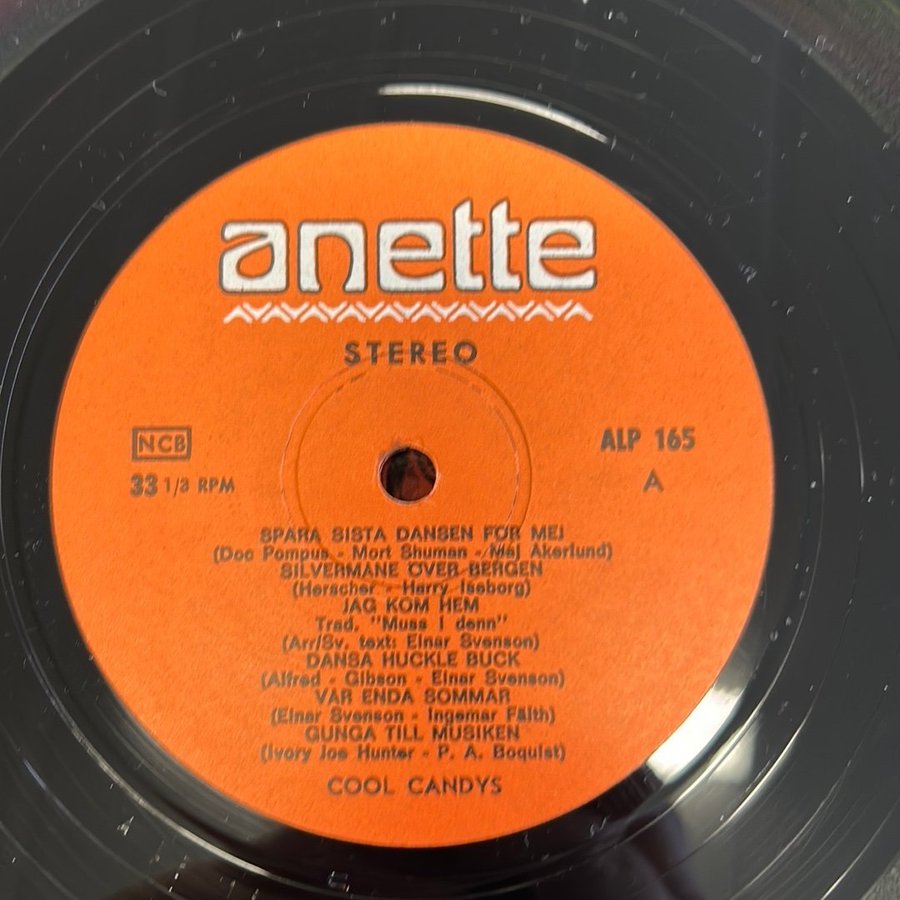 anette
STEREO
NCB
ALP 165
33 1/3 RPM
A
SPARA SISTA DANSEN FÖR MEJ
(Doc Pompus - Mort Shuman - Maj Åkerlund)
SILVERMÅNE ÖVER BERGEN
(Herscher - Harry Iseborg)
JAG KOM HEM
Trad. "Muss i denn"
(Arr/Sv. text: Einar Svenson)
DANSA HUCKLE BUCK
(Alfred - Gibson - Einar Svenson)
VAR ENDA SOMMAR
(Einar Svenson - Ingemar Fälth)
GUNGA TILL MUSIKEN
(Ivory Joe Hunter - P. A. Boquist)
COOL CANDYS